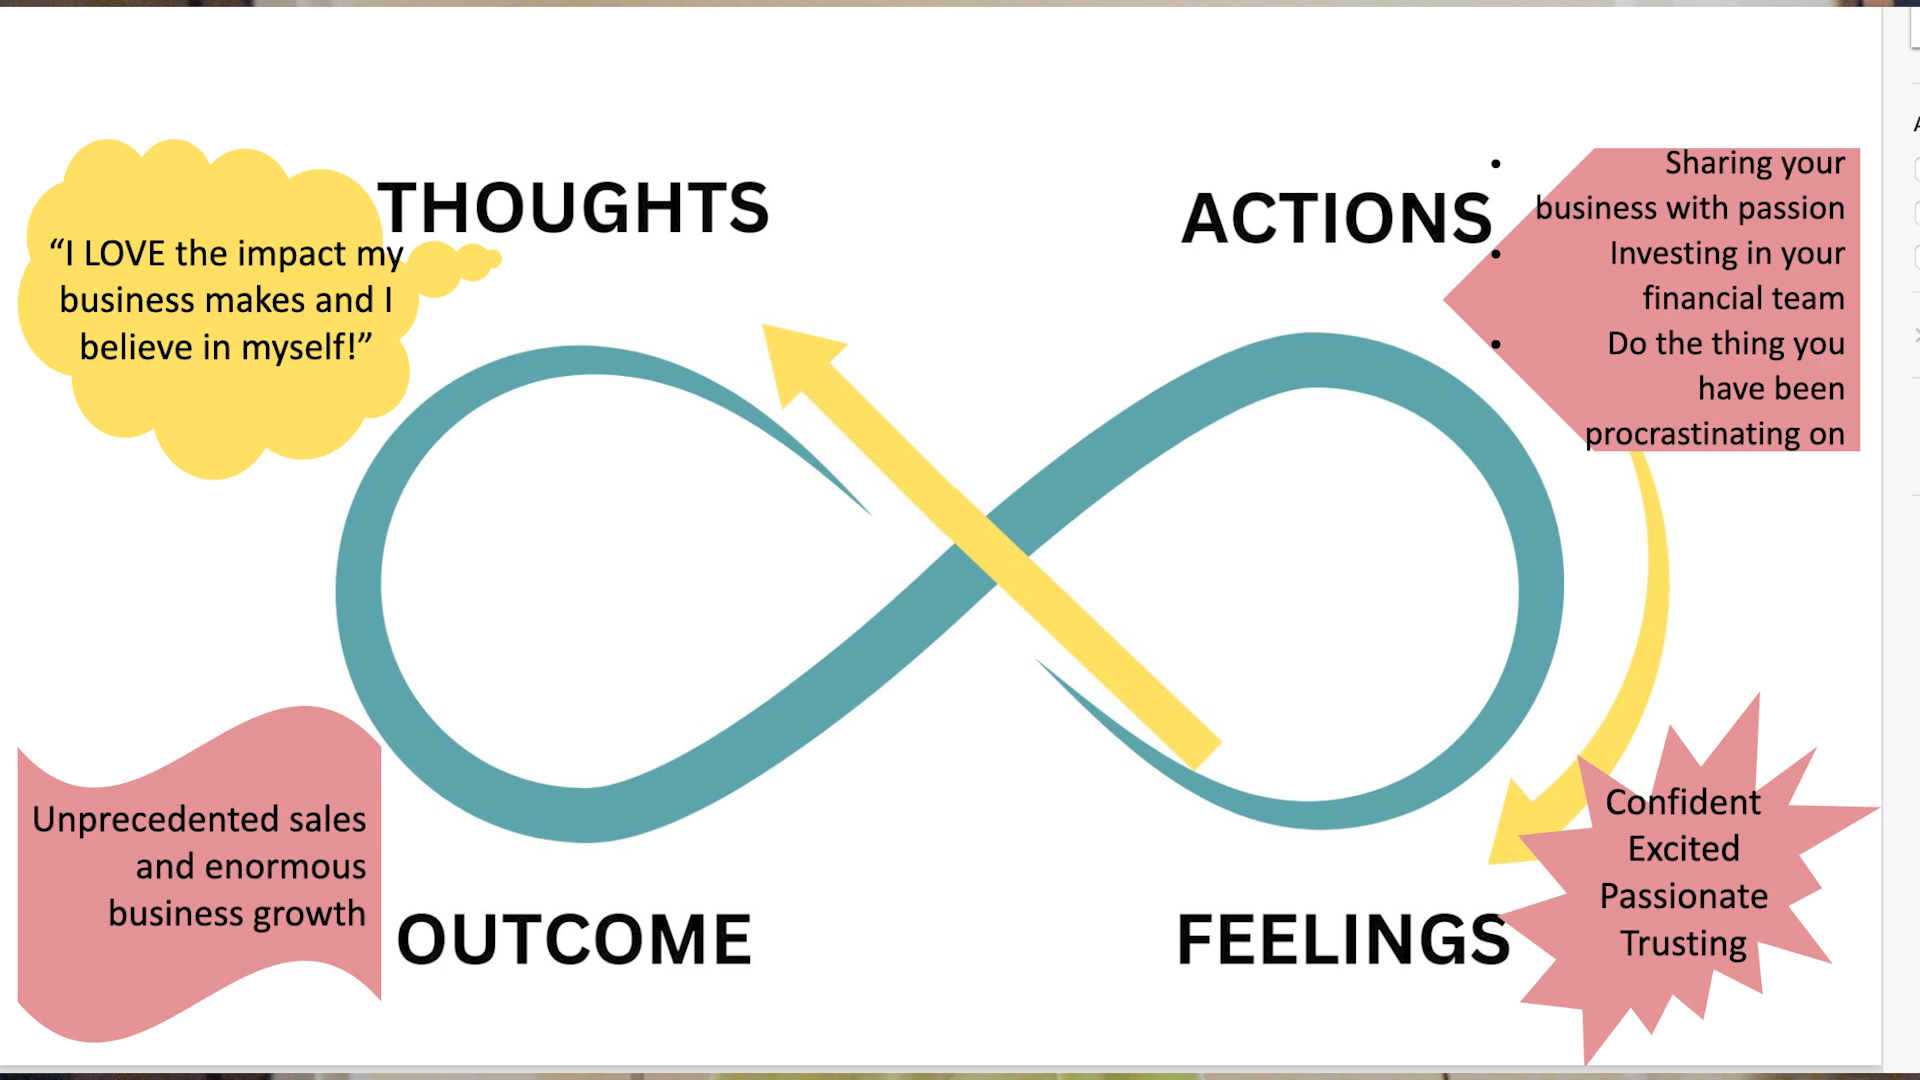 THOUGHTS
“I LOVE the impact my
business makes and I
believe in myself!”
ACTIONS
• Sharing your
business with passion
• Investing in your
financial team
• Do the thing you
have been
procrastinating on
Unprecedented sales
and enormous
business growth
OUTCOME
FEELINGS
Confident
Excited
Passionate
Trusting